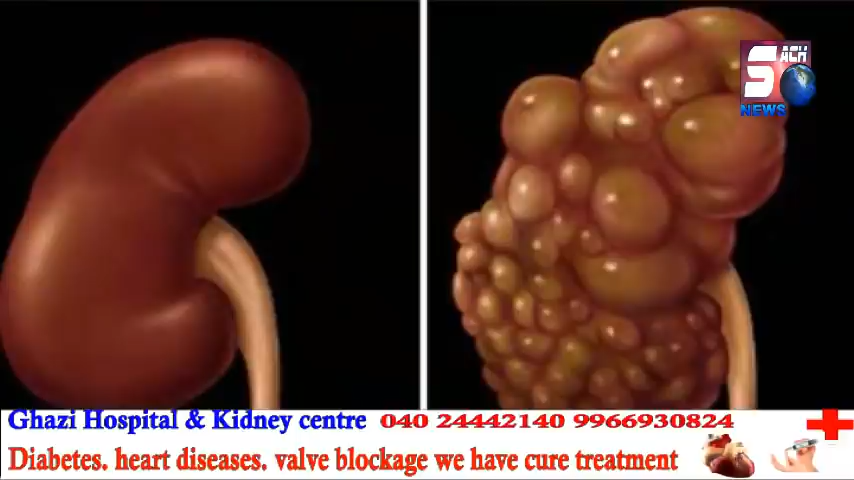 SACH
NEWS
Ghazi Hospital & Kidney centre 040 24442140 9966930824
Diabetes. heart diseases. valve blockage we have cure treatment